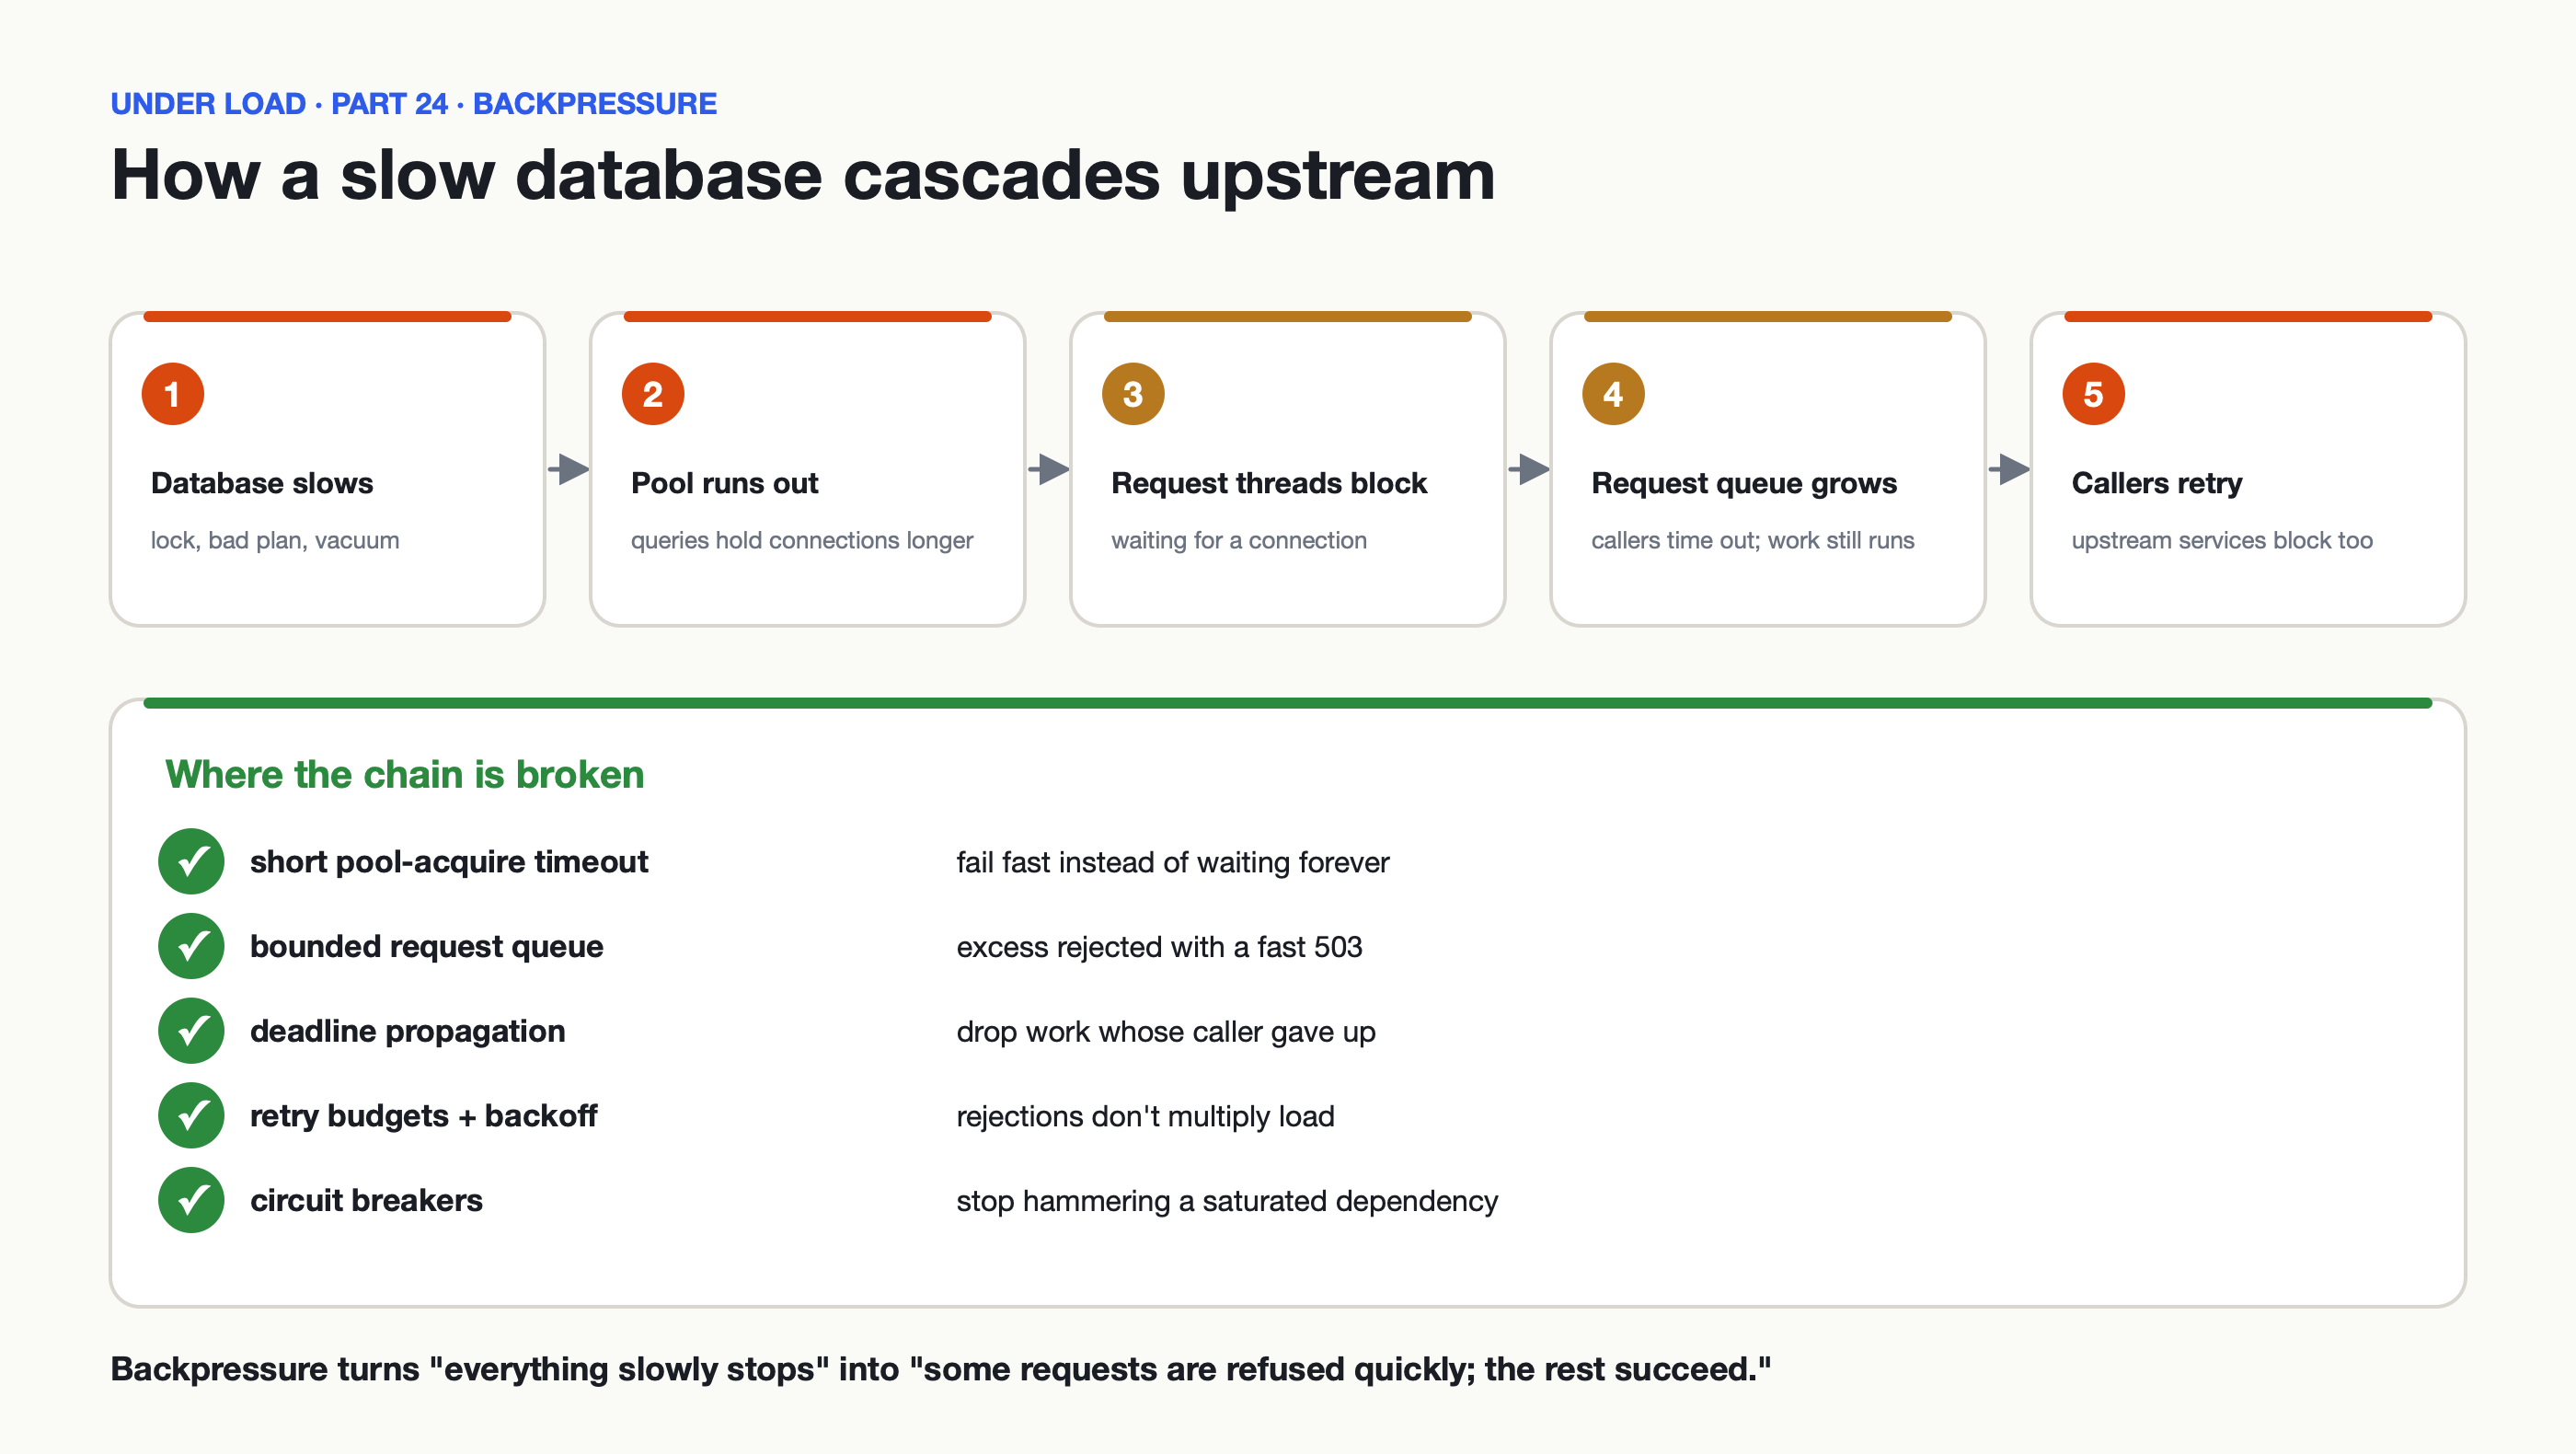 UNDER LOAD · PART 24 · BACKPRESSURE
How a slow database cascades upstream
1
Database slows
lock, bad plan, vacuum
2
Pool runs out
queries hold connections longer
3
Request threads block
waiting for a connection
4
Request queue grows
callers time out; work still runs
5
Callers retry
upstream services block too
Where the chain is broken
short pool-acquire timeout
fail fast instead of waiting forever
bounded request queue
excess rejected with a fast 503
deadline propagation
drop work whose caller gave up
retry budgets + backoff
rejections don't multiply load
circuit breakers
stop hammering a saturated dependency
Backpressure turns "everything slowly stops" into "some requests are refused quickly; the rest succeed."